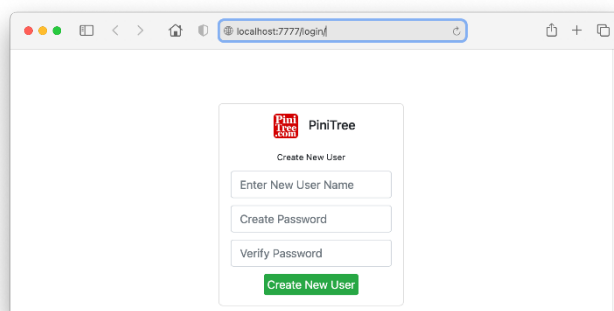 localhost:7777/login/
Pini
Tree
.com
PiniTree
Create New User
Enter New User Name
Create Password
Verify Password
Create New User